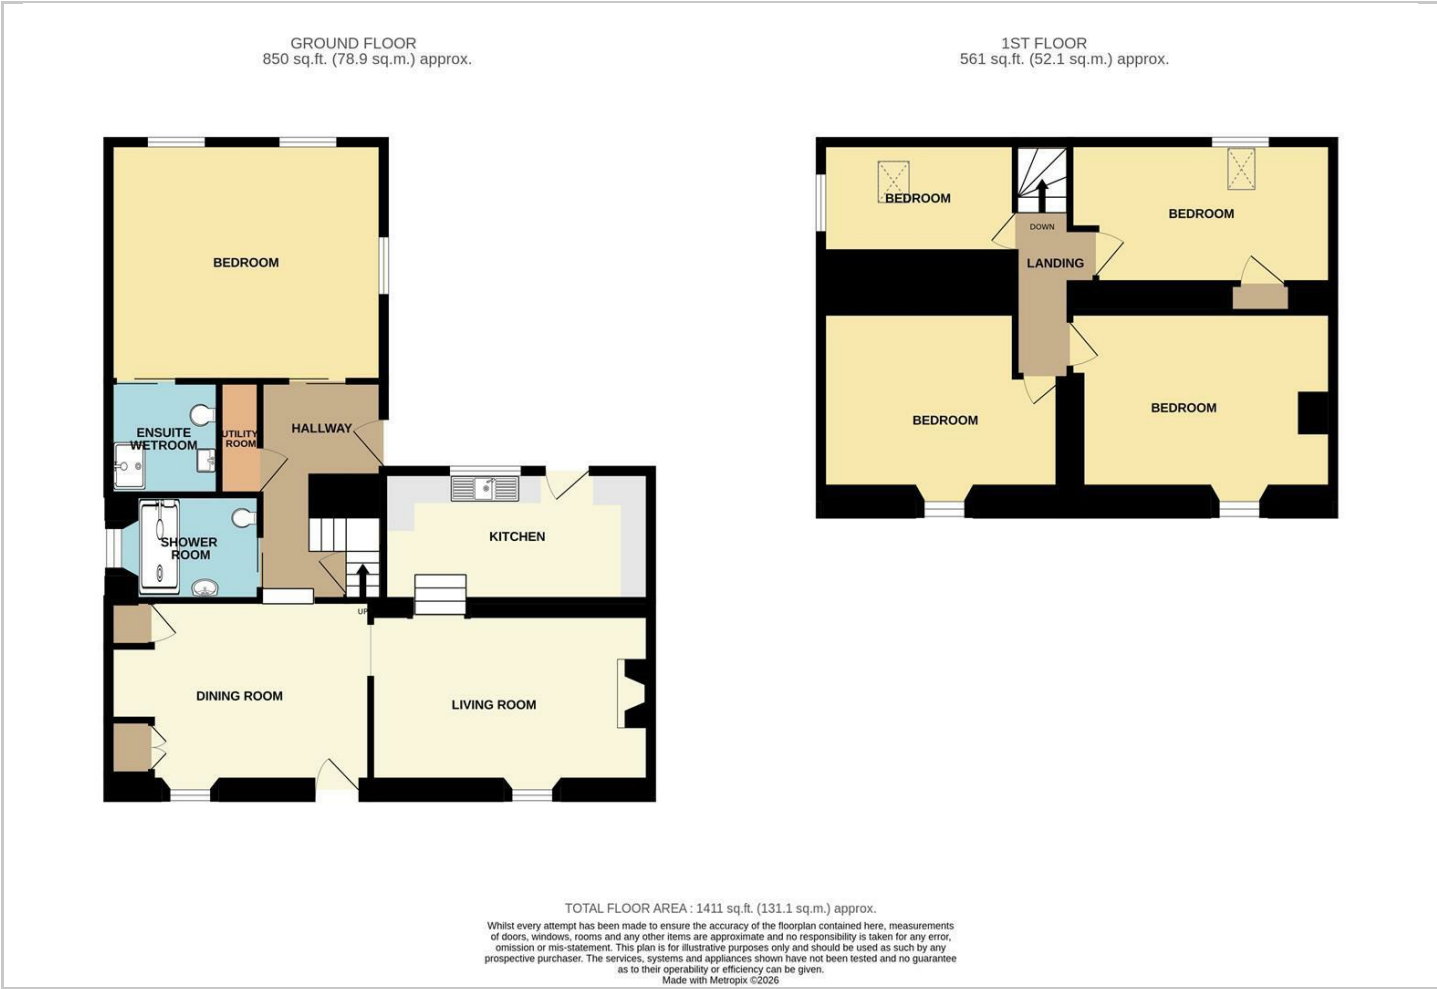 GROUND FLOOR
850 sq.ft. (78.9 sq.m.) approx.
1ST FLOOR
561 sq.ft. (52.1 sq.m.) approx.
BEDROOM
ENSUITE
WETROOM
UTILITY
ROOM
HALLWAY
SHOWER
ROOM
KITCHEN
UP
DINING ROOM
LIVING ROOM
BEDROOM
BEDROOM
DOWN
LANDING
BEDROOM
BEDROOM
TOTAL FLOOR AREA : 1411 sq.ft. (131.1 sq.m.) approx.
Whilst every attempt has been made to ensure the accuracy of the floorplan contained here, measurements
of doors, windows, rooms and any other items are approximate and no responsibility is taken for any error,
omission or mis-statement. This plan is for illustrative purposes only and should be used as such by any
prospective purchaser. The services, systems and appliances shown have not been tested and no guarantee
as to their operability or efficiency can be given.
Made with Metropix ©2026